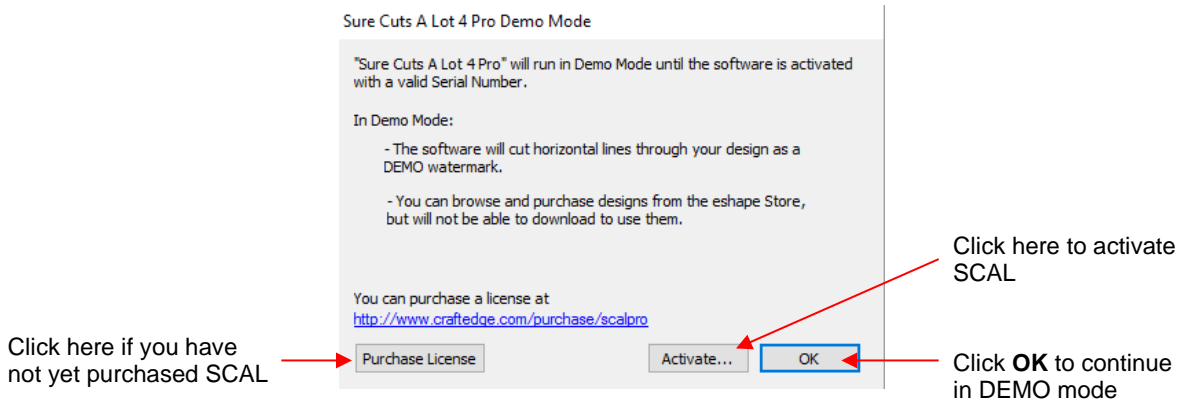 Sure Cuts A Lot 4 Pro Demo Mode
"Sure Cuts A Lot 4 Pro" will run in Demo Mode until the software is activated
with a valid Serial Number.
In Demo Mode:
- The software will cut horizontal lines through your design as a
DEMO watermark.
- You can browse and purchase designs from the eshape Store,
but will not be able to download to use them.
Click here to activate
SCAL
You can purchase a license at
http://www.craftedge.com/purchase/scalpro
Click here if you have
not yet purchased SCAL
Purchase License
Activate...
OK
Click OK to continue
in DEMO mode